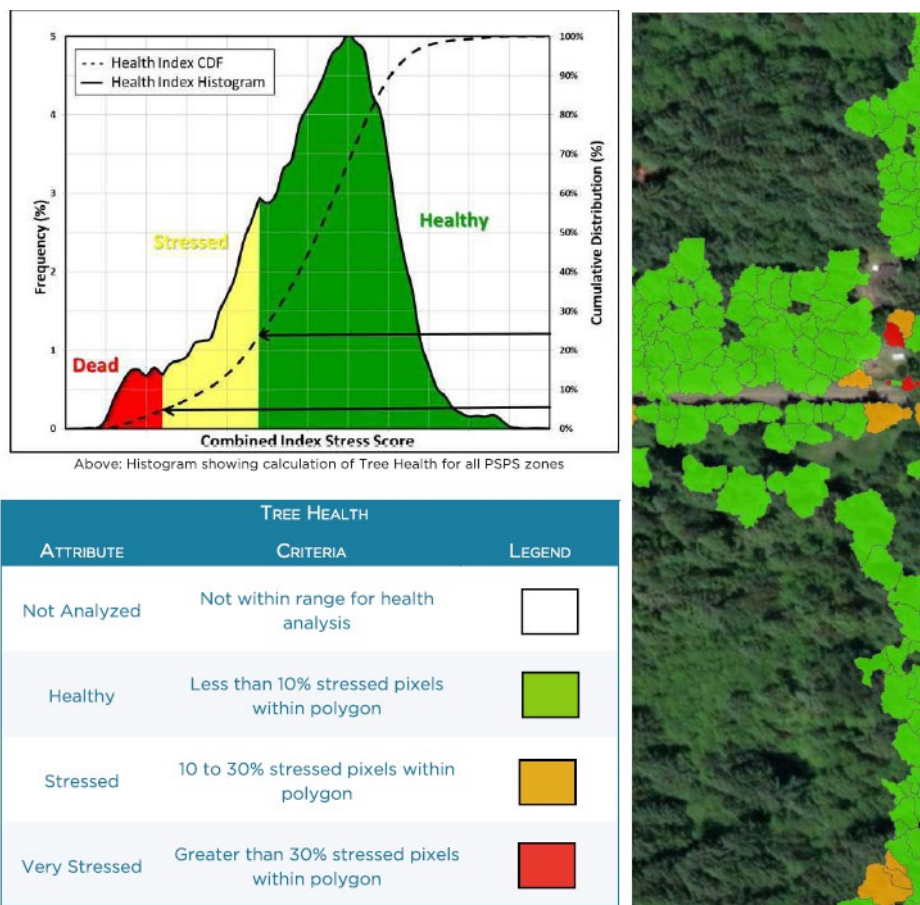 5
4
3
2
1
0
Frequency (%)
Health Index CDF
Health Index Histogram
Dead
Stressed
Healthy
100%
90%
80%
70%
60%
50%
40%
30%
20%
10%
0%
Cumulative Distribution (%)
Combined Index Stress Score
Above: Histogram showing calculation of Tree Health for all PSPS zones
TREE HEALTH
ATTRIBUTE CRITERIA LEGEND
Not Analyzed
Not within range for health
analysis
Healthy
Less than 10% stressed pixels
within polygon
Stressed
10 to 30% stressed pixels within
polygon
Very Stressed
Greater than 30% stressed pixels
within polygon